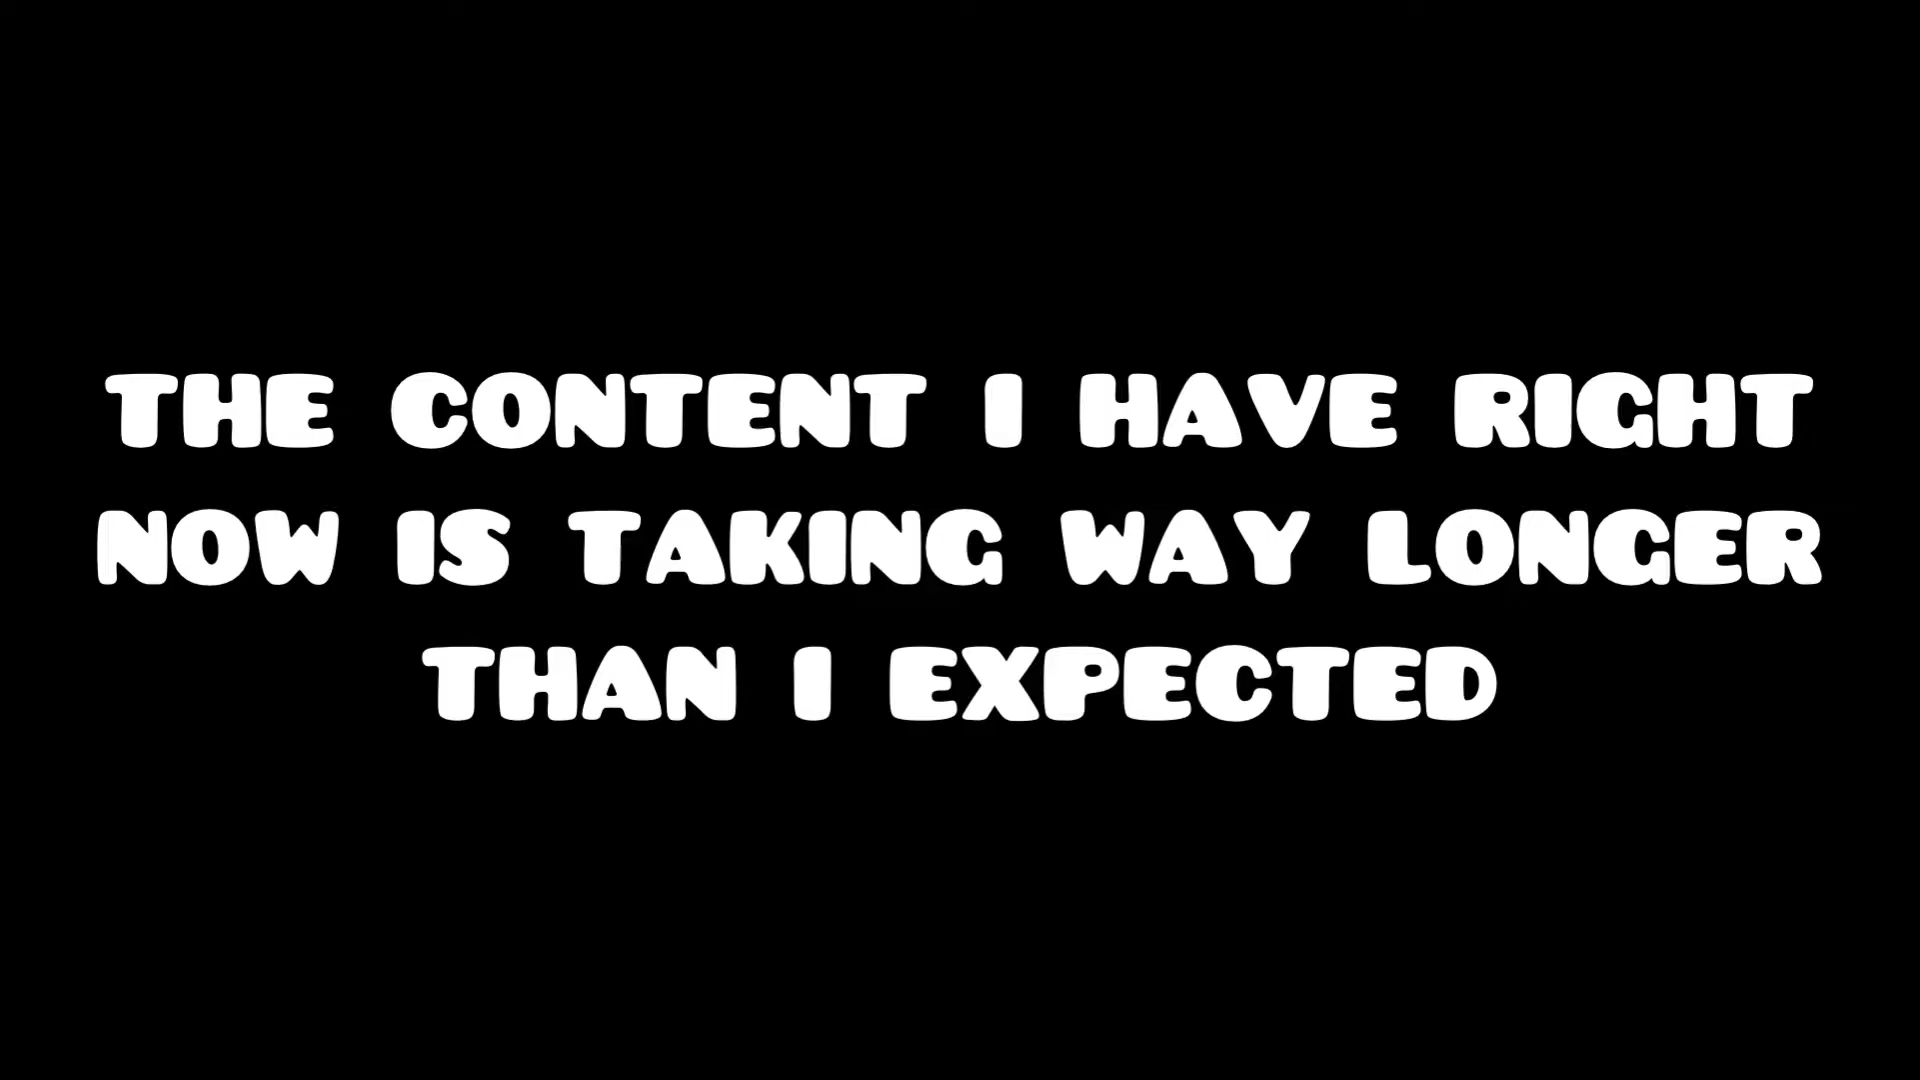 THE CONTENT I HAVE RIGHT
NOW IS TAKING WAY LONGER
THAN I EXPECTED